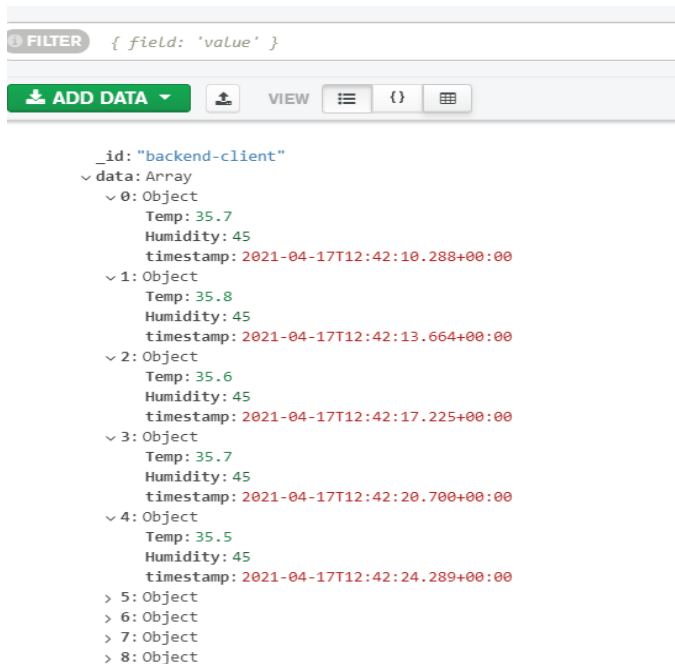 FILTER { field: 'value' }
ADD DATA VIEW {}
_id: "backend-client"
data: Array
0: Object
Temp: 35.7
Humidity: 45
timestamp: 2021-04-17T12:42:10.288+00:00
1: Object
Temp: 35.8
Humidity: 45
timestamp: 2021-04-17T12:42:13.664+00:00
2: Object
Temp: 35.6
Humidity: 45
timestamp: 2021-04-17T12:42:17.225+00:00
3: Object
Temp: 35.7
Humidity: 45
timestamp: 2021-04-17T12:42:20.700+00:00
4: Object
Temp: 35.5
Humidity: 45
timestamp: 2021-04-17T12:42:24.289+00:00
5: Object
6: Object
7: Object
8: Object